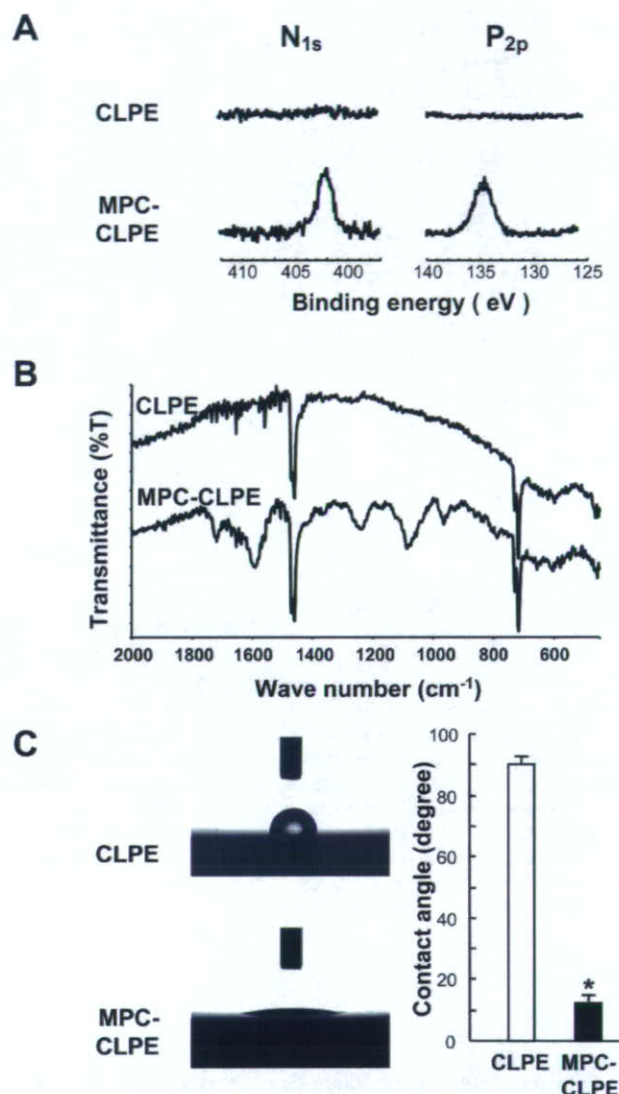 A
N1s P2p
CLPE
MPC-
CLPE
410 405 400 140 135 130 125
Binding energy ( eV )
B
Transmittance (%T)
CLPE
MPC-CLPE
2000 1800 1600 1400 1200 1000 800 600
Wave number (cm-1)
C
CLPE
MPC-
CLPE
Contact angle (degree)
100
80
60
40
20
0
*
CLPE MPC-
CLPE